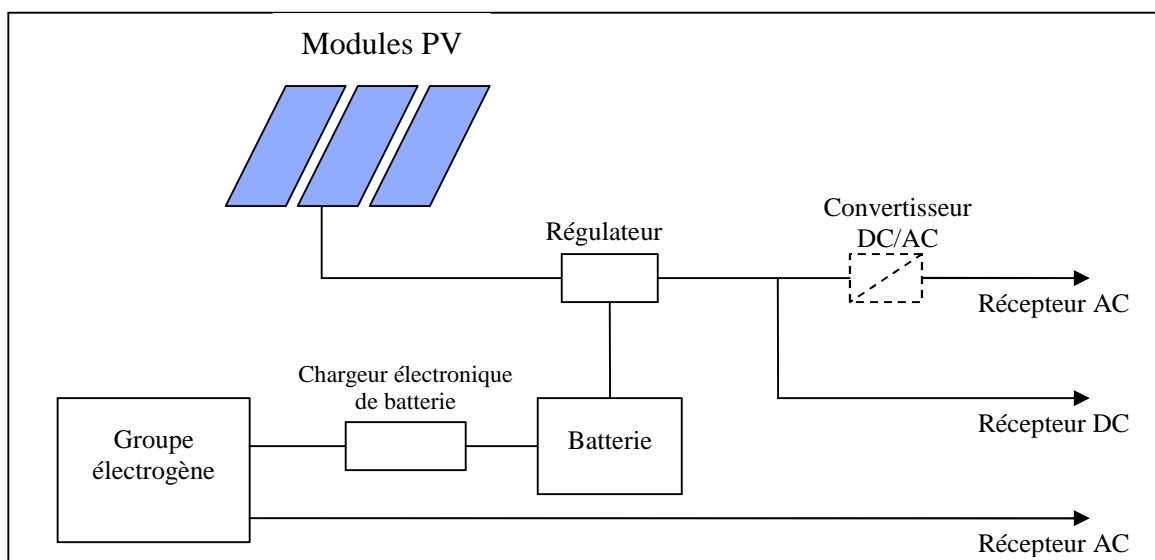 Modules PV
Convertisseur
DC/AC
Régulateur
Récepteur AC
Chargeur électronique
de batterie
Récepteur DC
Groupe
électrogène
Batterie
Récepteur AC